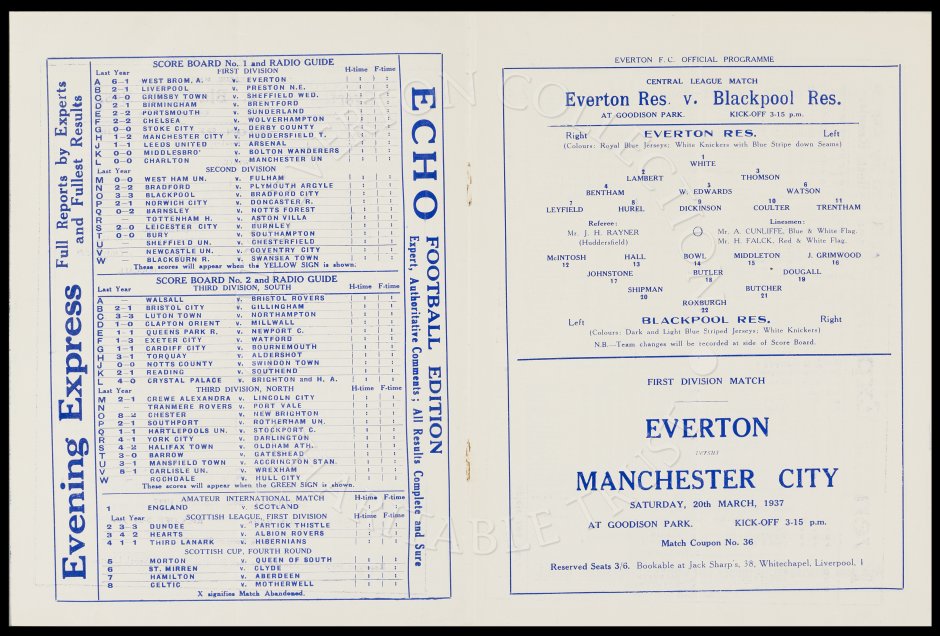 Full Reports by Experts
and Fullest Results
Evening Express
SCORE BOARD No. 1 and RADIO GUIDE
Last Year FIRST DIVISION H-time F-time
A 6-1 WEST BROM, A. v. EVERTON
B 2-1 LIVERPOOL v. PRESTON N.E.
C 4-0 GRIMSBY TOWN v. SHEFFIELD WED.
D 2-1 BIRMINGHAM v. BRENTFORD
E 2-2 PORTSMOUTH v. SUNDERLAND
F 2-2 CHELSEA v. WOLVERHAMPTON
G 0-0 STOKE CITY v. DERBY COUNTY
H 1-2 MANCHESTER CITY v. HUDDERSFIELD T.
J 1-1 LEEDS UNITED v. ARSENAL
K 0-0 MIDDLESBRO' v. BOLTON WANDERERS
L 0-0 CHARLTON v. MANCHESTER UN
Last Year SECOND DIVISION
M 0-0 WEST HAM UN. v. FULHAM
N 2-2 BRADFORD v. PLYMOUTH ARGYLE
O 3-3 BLACKPOOL v. BRADFORD CITY
P 2-1 NORWICH CITY v. DONCASTER R.
Q 0-2 BARNSLEY v. NOTTS FOREST
R — TOTTENHAM H. v. ASTON VILLA
S 2-0 LEICESTER CITY v. BURNLEY
T 0-0 BURY v. SOUTHAMPTON
U — SHEFFIELD UN. v. CHESTERFIELD
V — NEWCASTLE UN. v. COVENTRY CITY
W — BLACKBURN R. v. SWANSEA TOWN
These scores will appear when the YELLOW SIGN is shown.
SCORE BOARD No. 2 and RADIO GUIDE
Last Year THIRD DIVISION, SOUTH H-time F-time
A — WALSALL v. BRISTOL ROVERS
B 2-1 BRISTOL CITY v. GILLINGHAM
C 3-3 LUTON TOWN v. NORTHAMPTON
D 1-0 CLAPTON ORIENT v. MILLWALL
E 1-1 QUEENS PARK R. v. NEWPORT C.
F 1-3 EXETER CITY v. WATFORD
G 1-1 CARDIFF CITY v. BOURNEMOUTH
H 3-1 TORQUAY v. ALDERSHOT
J 0-0 NOTTS COUNTY v. SWINDON TOWN
K 2-1 READING v. SOUTHEND
L 4-0 CRYSTAL PALACE v. BRIGHTON and H. A.
Last Year THIRD DIVISION, NORTH H-time F-time
M 2-1 CREWE ALEXANDRA v. LINCOLN CITY
N — TRANMERE ROVERS v. PORT VALE
O 8-2 CHESTER v. NEW BRIGHTON
P 2-1 SOUTHPORT v. ROTHERHAM UN.
Q 1-1 HARTLEPOOLS UN. v. STOCKPORT C.
R 4-1 YORK CITY v. DARLINGTON
S 4-2 HALIFAX TOWN v. OLDHAM ATH.
T 3-0 BARROW v. GATESHEAD
U 3-1 MANSFIELD TOWN v. ACCRINGTON STAN.
V 8-1 CARLISLE UN. v. WREXHAM
W ROCHDALE v. HULL CITY
These scores will appear when the GREEN SIGN is shown.
AMATEUR INTERNATIONAL MATCH H-time F-time
1 ENGLAND v. SCOTLAND
Last Year SCOTTISH LEAGUE, FIRST DIVISION H-time F-time
2 3-3 DUNDEE v. PARTICK THISTLE
3 4 2 HEARTS v. ALBION ROVERS
4 1 1 THIRD LANARK v. HIBERNIANS
SCOTTISH CUP, FOURTH ROUND
5 MORTON v. QUEEN OF SOUTH
6 ST. MIRREN v. CLYDE
7 HAMILTON v. ABERDEEN
8 CELTIC v. MOTHERWELL
X signifies Match Abandoned.
ECHO FOOTBALL EDITION
Expert, Authoritative Comments; All Results Complete and Sure
EVERTON F.C. OFFICIAL PROGRAMME
CENTRAL LEAGUE MATCH
Everton Res. v. Blackpool Res.
AT GOODISON PARK. KICK-OFF 3-15 p.m.
Right EVERTON RES. Left
(Colours: Royal Blue Jerseys; White Knickers with Blue Stripe down Seams)
1
WHITE
2 3
LAMBERT THOMSON
4 5 6
BENTHAM W. EDWARDS WATSON
7 8 9 10 11
LEYFIELD HUREL DICKINSON COULTER TRENTHAM
Referee: Linesmen:
Mr. J. H. RAYNER Mr. A. CUNLIFFE, Blue & White Flag.
(Huddersfield) Mr. H. FALCK, Red & White Flag.
McINTOSH HALL BOWL MIDDLETON J. GRIMWOOD
12 13 14 15 16
JOHNSTONE BUTLER DOUGALL
17 18 19
SHIPMAN BUTCHER
20 21
ROXBURGH
22
Left BLACKPOOL RES. Right
(Colours: Dark and Light Blue Striped Jerseys; White Knickers)
N.B.—Team changes will be recorded at side of Score Board.
FIRST DIVISION MATCH
EVERTON
versus
MANCHESTER CITY
SATURDAY, 20th MARCH, 1937
AT GOODISON PARK. KICK-OFF 3-15 p.m.
Match Coupon No. 36
Reserved Seats 3/6. Bookable at Jack Sharp's, 38, Whitechapel, Liverpool, 1